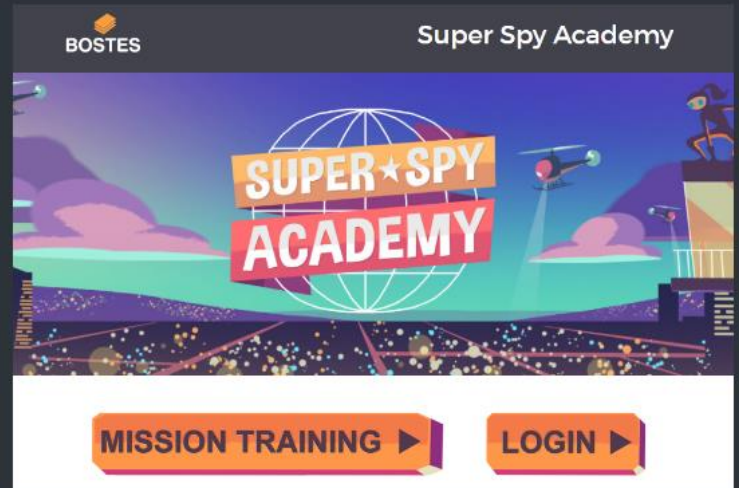 BOSTES
Super Spy Academy
SUPER★SPY
ACADEMY
MISSION TRAINING ▶
LOGIN ▶